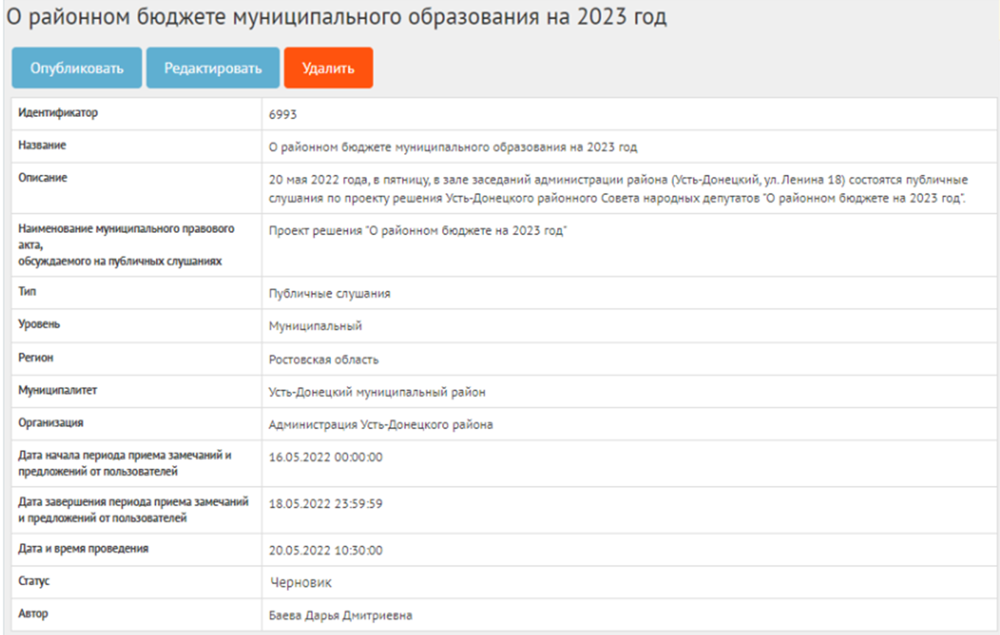 О районном бюджете муниципального образования на 2023 год
Опубликовать Редактировать Удалить
Идентификатор 6993
Название О районном бюджете муниципального образования на 2023 год
Описание 20 мая 2022 года, в пятницу, в зале заседаний администрации района (Усть-Донецкий, ул. Ленина 18) состоятся публичные
слушания по проекту решения Усть-Донецкого районного Совета народных депутатов "О районном бюджете на 2023 год".
Наименование муниципального правового Проект решения "О районном бюджете на 2023 год"
акта,
обсуждаемого на публичных слушаниях
Тип Публичные слушания
Уровень Муниципальный
Регион Ростовская область
Муниципалитет Усть-Донецкий муниципальный район
Организация Администрация Усть-Донецкого района
Дата начала периода приема замечаний и 16.05.2022 00:00:00
предложений от пользователей
Дата завершения периода приема замечаний 18.05.2022 23:59:59
и предложений от пользователей
Дата и время проведения 20.05.2022 10:30:00
Статус Черновик
Автор Баева Дарья Дмитриевна